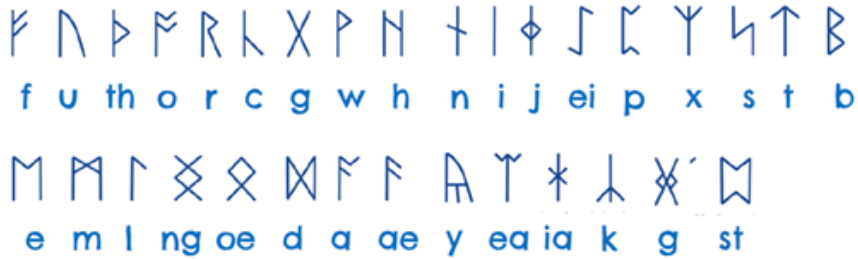 ᚠ ᚢ ᚦ ᚩ ᚱ ᚳ ᚷ ᚹ ᚻ ᚾ ᛁ ᛄ ᛇ ᛈ ᛉ ᛋ ᛏ ᛒ
f u th o r c g w h n i j ei p x s t b
ᛖ ᛗ ᛚ ᛝ ᛟ ᛞ ᚪ ᚫ ᚣ ᛠ ᛡ ᛣ ᚸ ᛥ
e m l ng oe d a ae y ea ia k g st